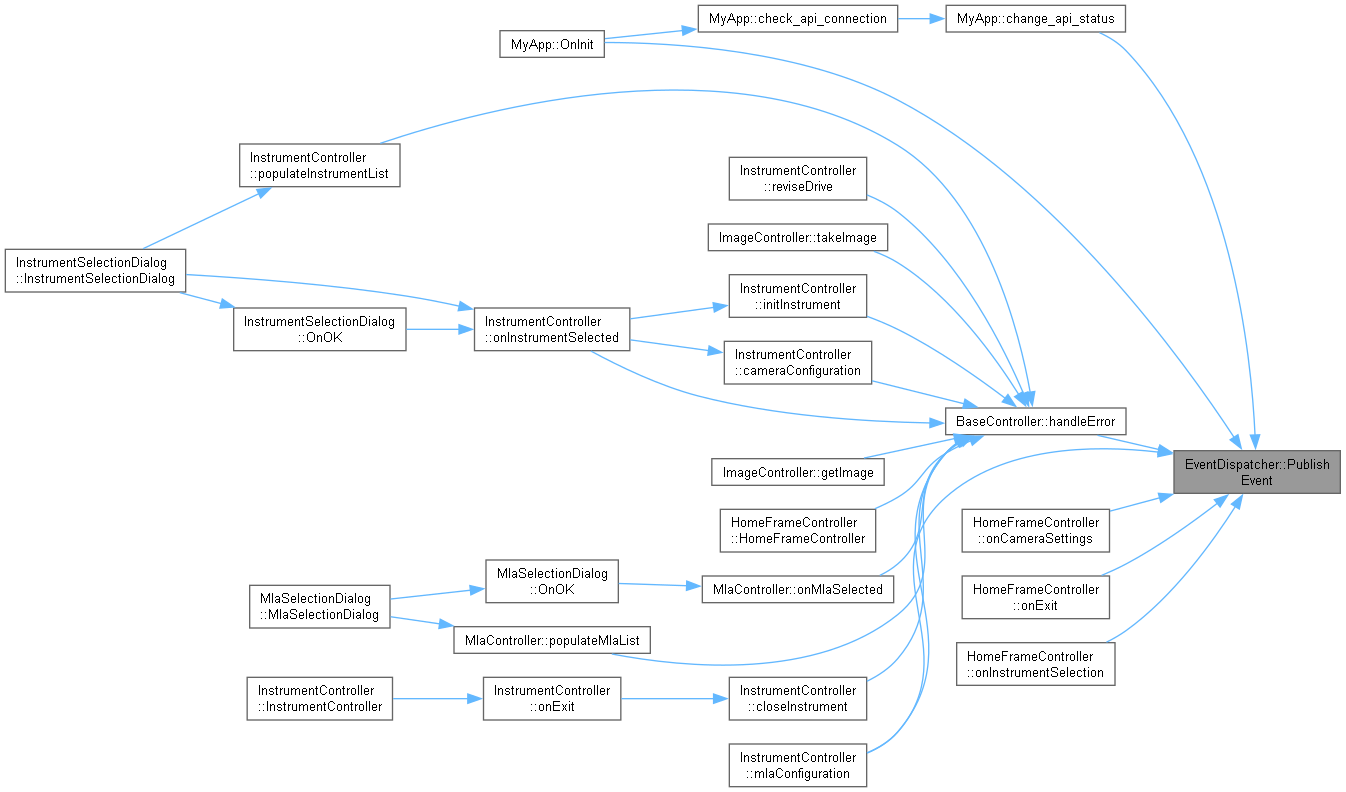 MyApp::check_api_connection
MyApp::change_api_status
MyApp::OnInit
InstrumentController
::populateInstrumentList
InstrumentController
::reviseDrive
ImageController::takeImage
InstrumentSelectionDialog
::InstrumentSelectionDialog
InstrumentController
::initInstrument
InstrumentSelectionDialog
::OnOK
InstrumentController
::onInstrumentSelected
InstrumentController
::cameraConfiguration
BaseController::handleError
ImageController::getImage
EventDispatcher::Publish
Event
HomeFrameController
::HomeFrameController
HomeFrameController
::onCameraSettings
MlaSelectionDialog
::OnOK
MlaController::onMlaSelected
HomeFrameController
::onExit
MlaSelectionDialog
::MlaSelectionDialog
MlaController::populateMlaList
HomeFrameController
::onInstrumentSelection
InstrumentController
::InstrumentController
InstrumentController
::onExit
InstrumentController
::closeInstrument
InstrumentController
::mlaConfiguration